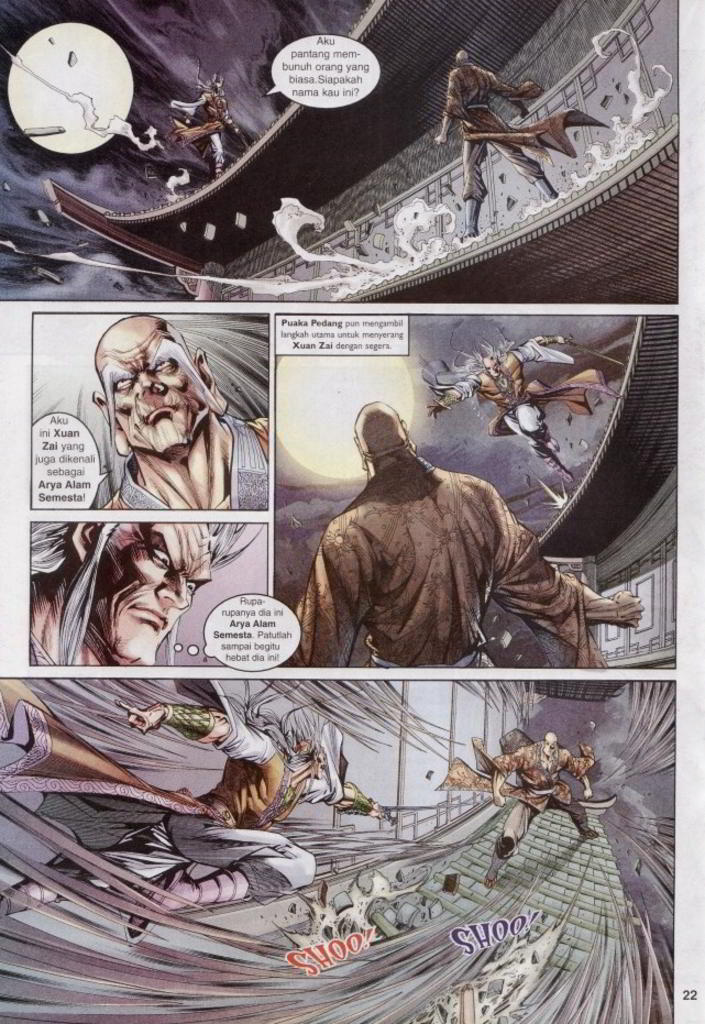 Aku
pantang mem-
bunuh orang yang
biasa.Siapakah
nama kau ini?
Aku
ini Xuan
Zai yang
juga dikenali
sebagai
Arya Alam
Semesta!
Puaka Pedang pun mengambil
langkah utama untuk menyerang
Xuan Zai dengan segera.
Rupa-
rupanya dia ini
Arya Alam
Semesta. Patutlah
sampai begitu
hebat dia ini!
SHOO!
SHOO!
22